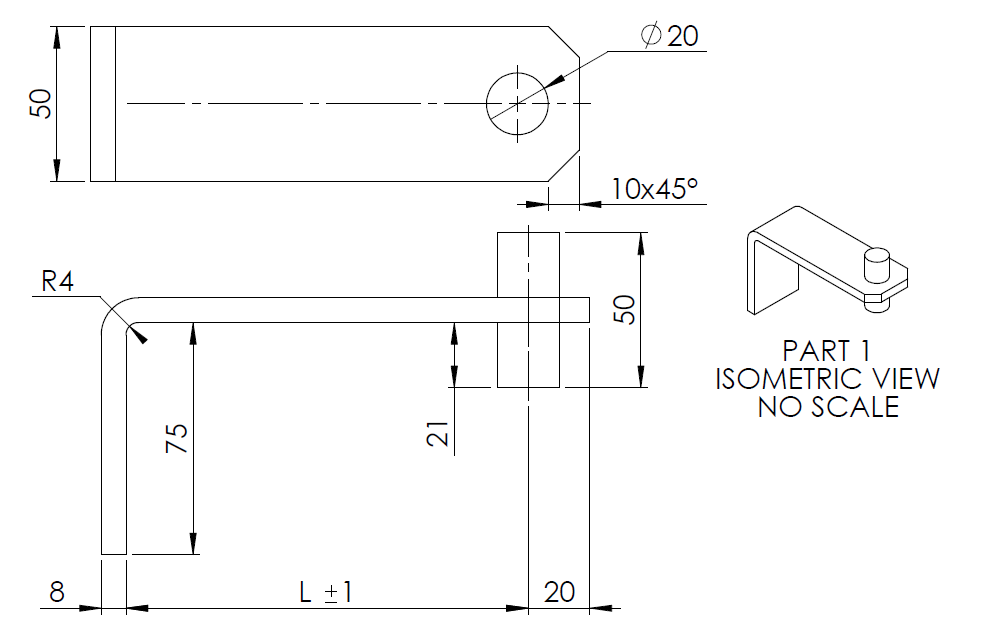 ⌀20
50
10x45°
R4
50
75
21
8
L ±1
20
PART 1
ISOMETRIC VIEW
NO SCALE